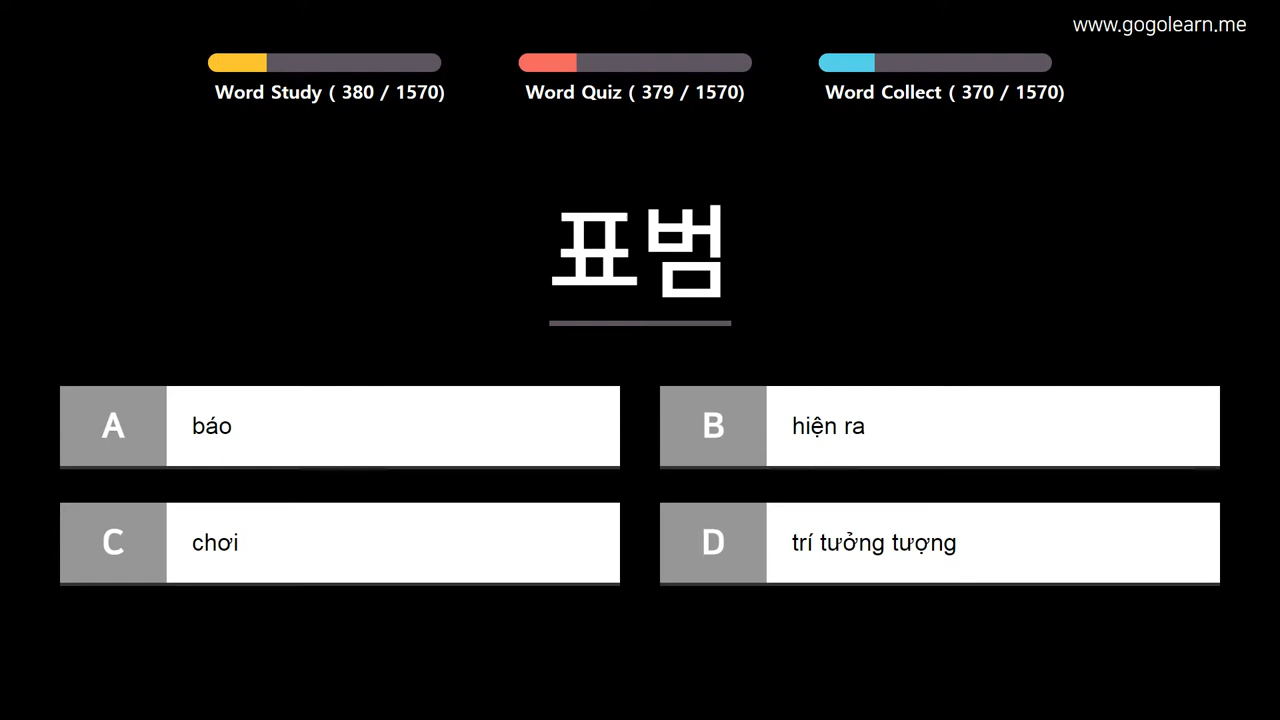 www.gogolearn.me
Word Study ( 380 / 1570)
Word Quiz ( 379 / 1570)
Word Collect ( 370 / 1570)
표범
A báo
B hiện ra
C chơi
D trí tưởng tượng